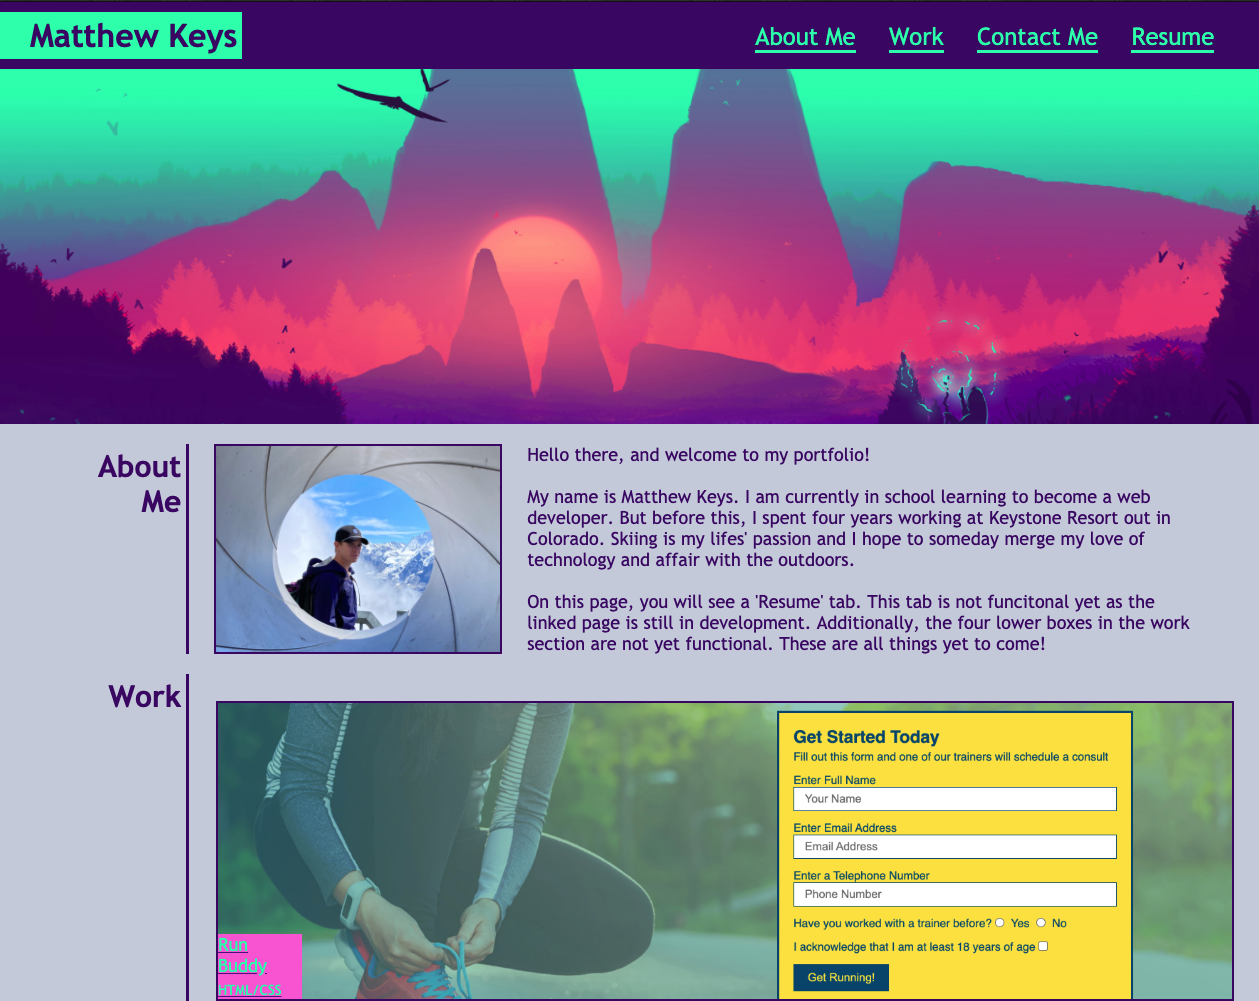 Matthew Keys
About Me Work Contact Me Resume
About
Me
Hello there, and welcome to my portfolio!
My name is Matthew Keys. I am currently in school learning to become a web
developer. But before this, I spent four years working at Keystone Resort out in
Colorado. Skiing is my lifes' passion and I hope to someday merge my love of
technology and affair with the outdoors.
On this page, you will see a 'Resume' tab. This tab is not funcitonal yet as the
linked page is still in development. Additionally, the four lower boxes in the work
section are not yet functional. These are all things yet to come!
Work
Get Started Today
Fill out this form and one of our trainers will schedule a consult
Enter Full Name
Your Name
Enter Email Address
Email Address
Enter a Telephone Number
Phone Number
Have you worked with a trainer before? Yes No
I acknowledge that I am at least 18 years of age
Get Running!
Run
Buddy
HTML/CSS